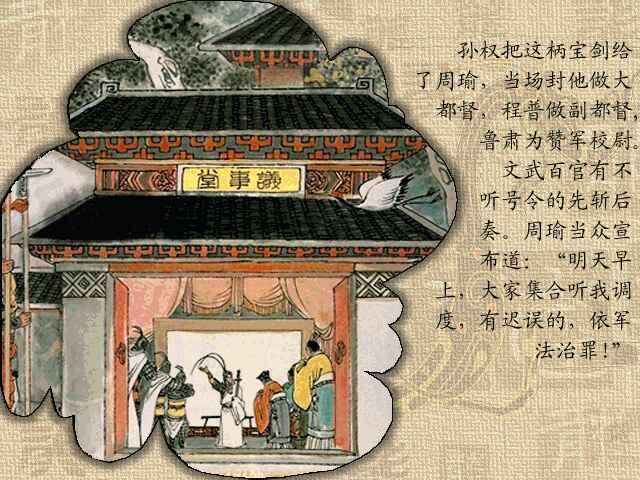 堂事議
孙权把这柄宝剑给
了周瑜，当场封他做大
都督，程普做副都督，
鲁肃为赞军校尉。
文武百官有不
听号令的先斩后
奏。周瑜当众宣
布道：“明天早
上，大家集合听我调
度，有迟误的，依军
法治罪！”